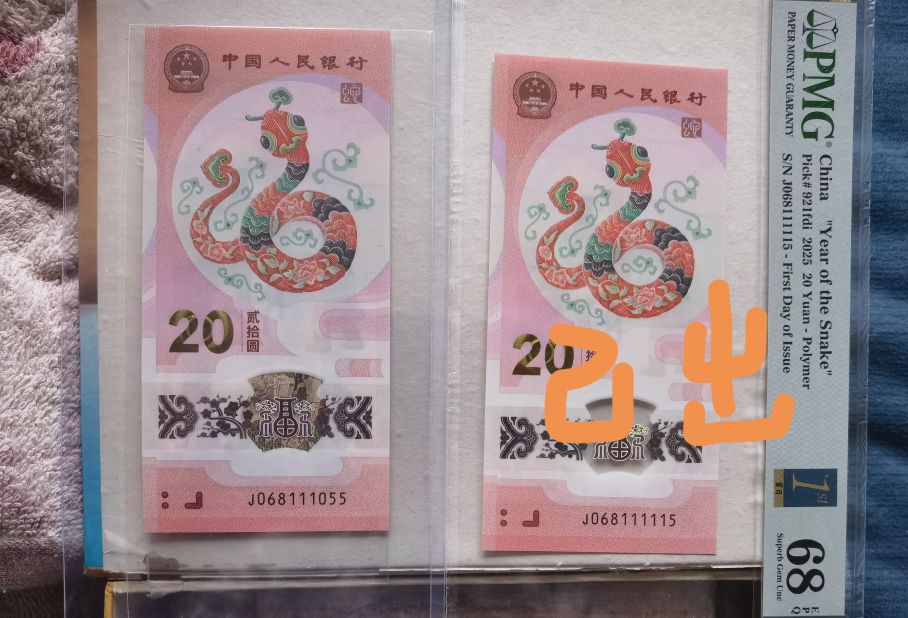 中国人民银行
20
贰拾圆
J068111055
中国人民银行
20
J068111115
已出
PMG
PAPER MONEY GUARANTY
China "Year of the Snake"
Pick# 921fdi 2025 20 Yuan - Polymer
S/N J068111115 - First Day of Issue
1st
首日
68
EPQ
Superb Gem Unc